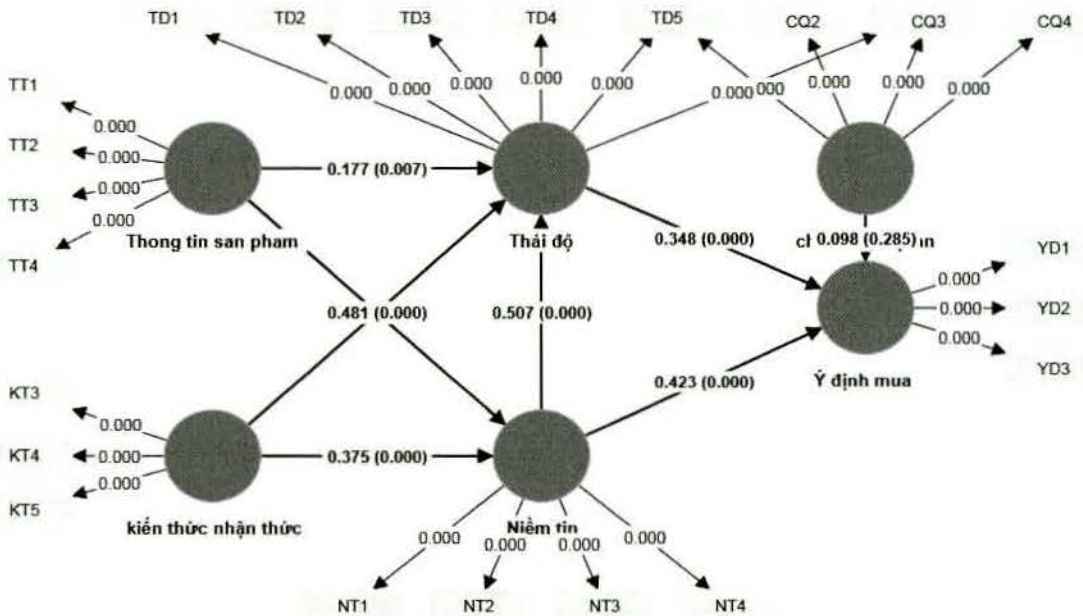 TD1 TD2 TD3 TD4 TD5 CQ2 CQ3 CQ4
0.000 0.000 0.000 0.000 0.000 0.000 0.000 0.000 0.000
TT1
TT2
TT3
TT4
0.000
0.000
0.000
0.000
0.177 (0.007)
Thong tin san pham
Thái độ
0.348 (0.000)
0.098 (0.285)
0.481 (0.000)
0.507 (0.000)
YD1
YD2
YD3
0.000
0.000
0.000
Ý định mua
0.423 (0.000)
KT3
KT4
KT5
0.000
0.000
0.000
0.375 (0.000)
kiến thức nhận thức
Niềm tin
0.000 0.000 0.000 0.000
NT1 NT2 NT3 NT4